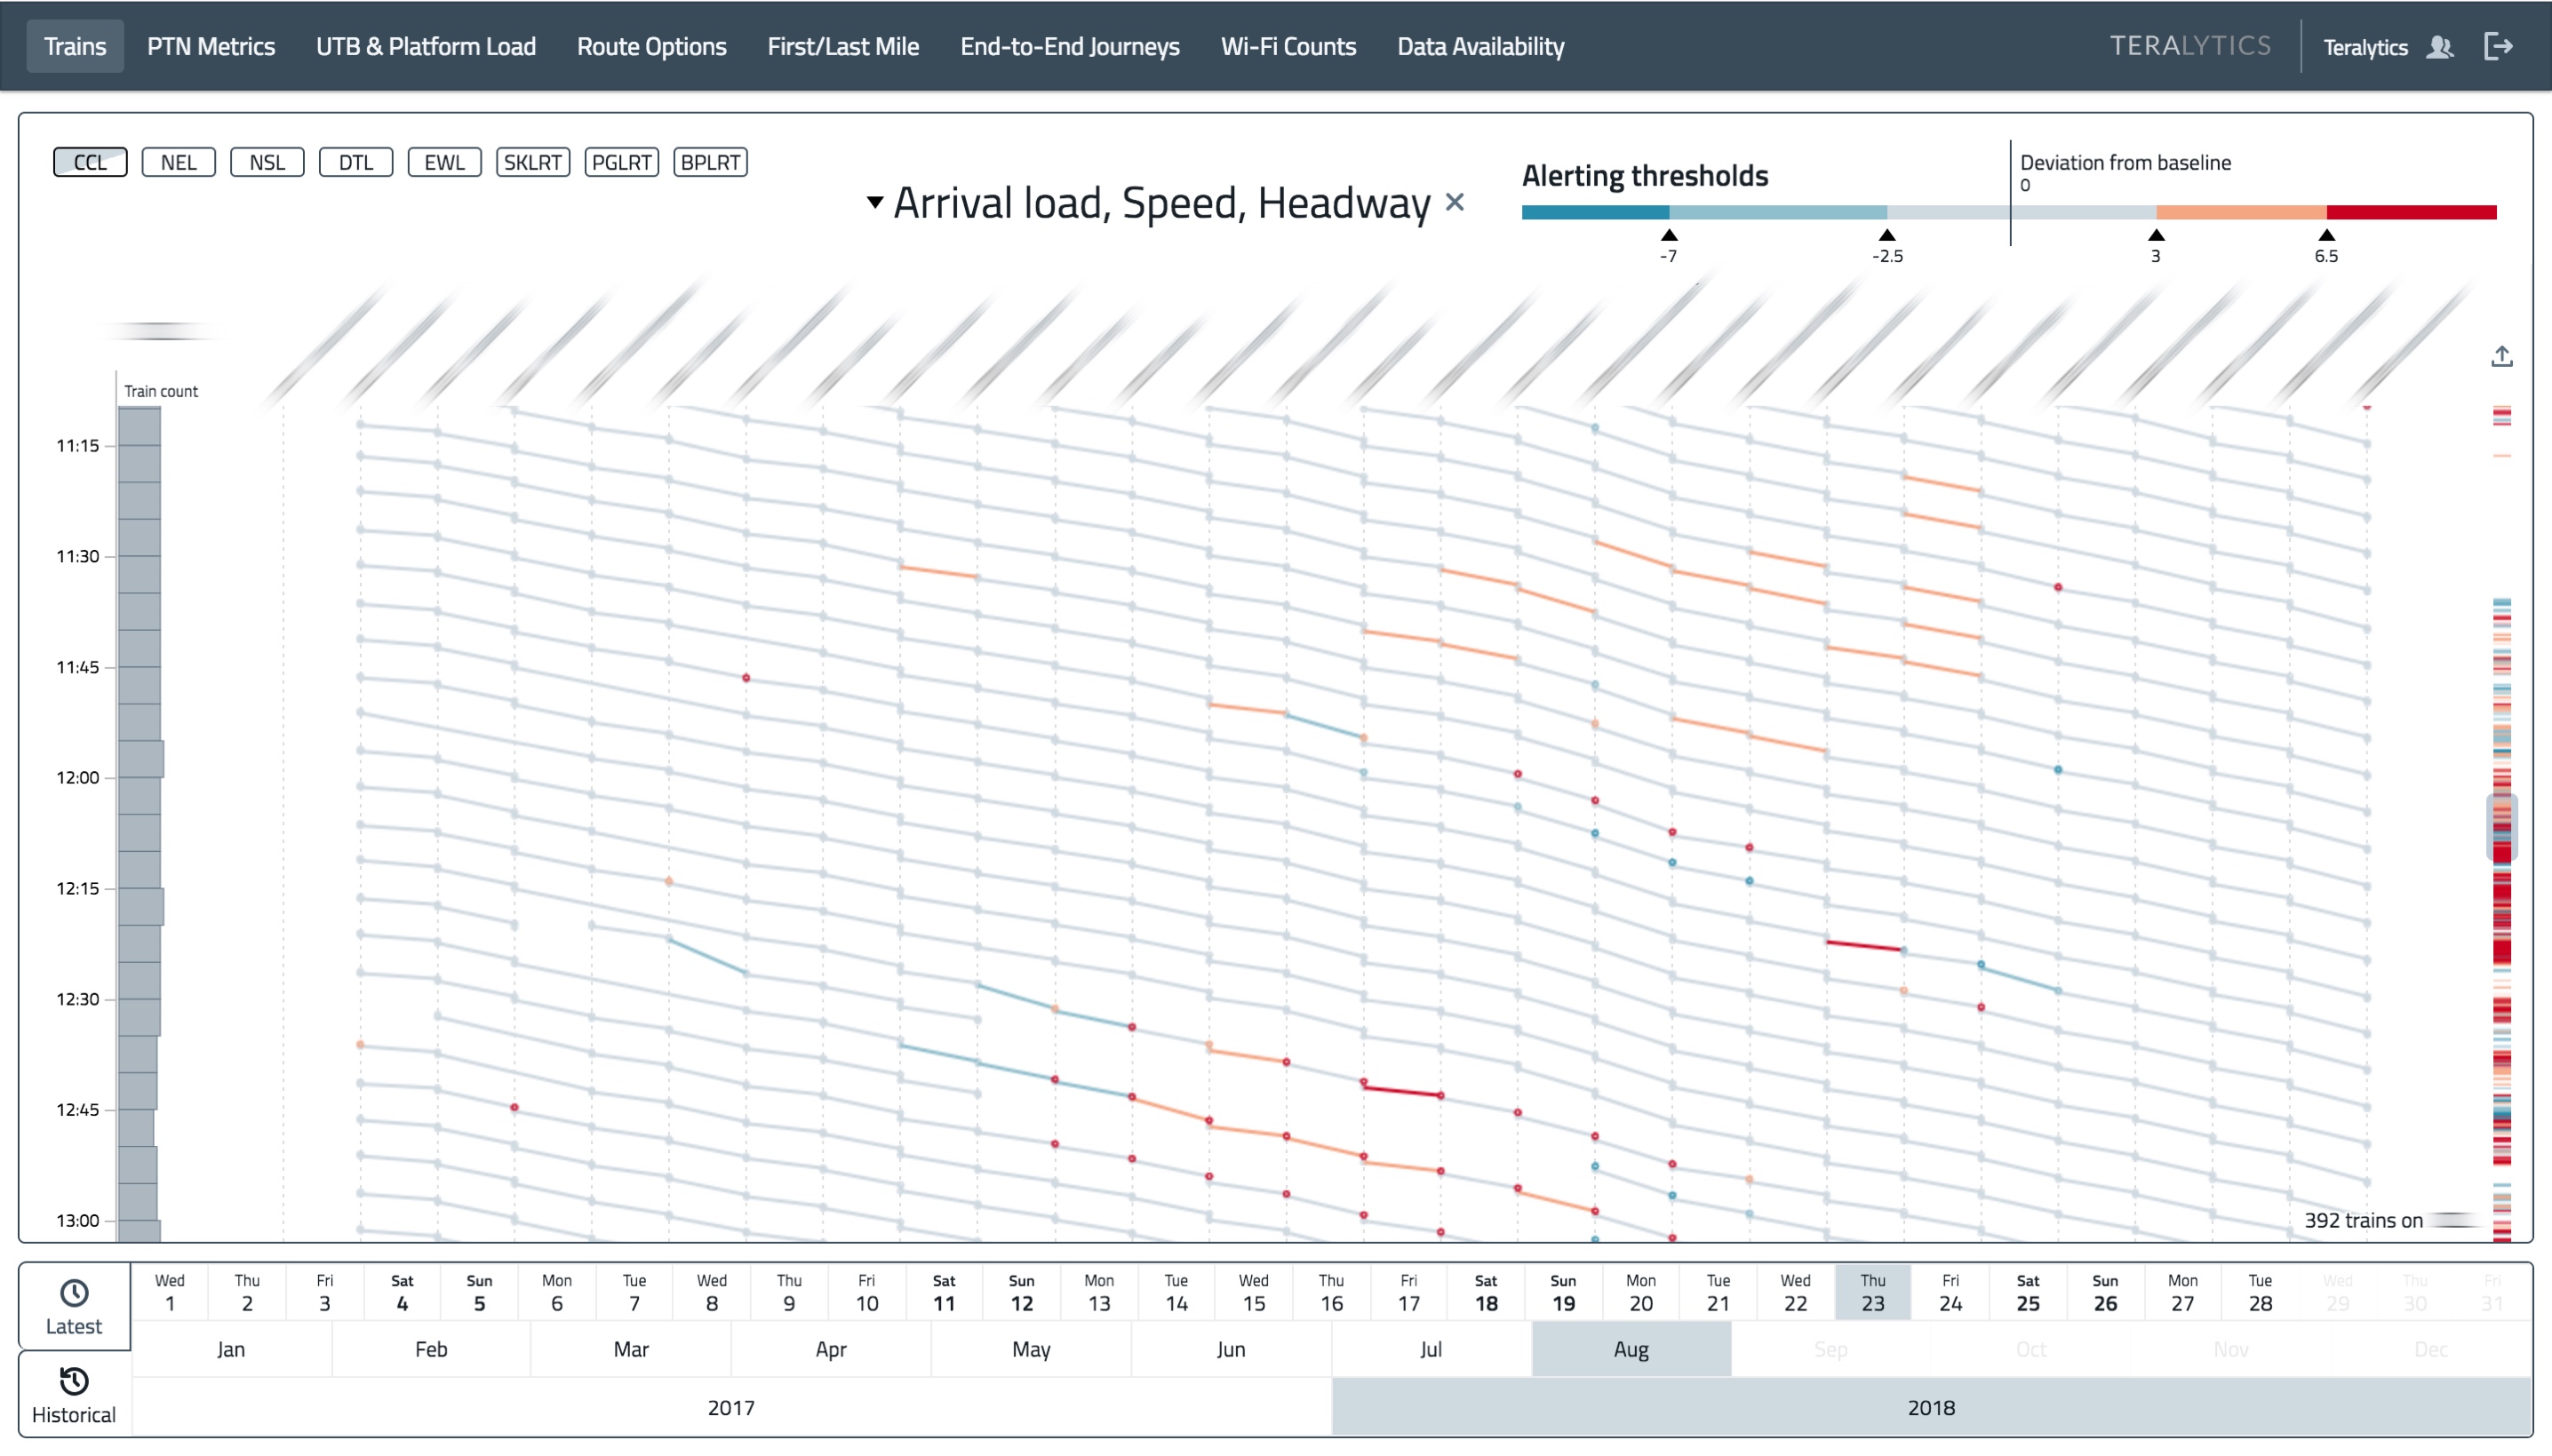 Trains PTN Metrics UTB & Platform Load Route Options First/Last Mile End-to-End Journeys Wi-Fi Counts Data Availability TERALYTICS Teralytics
CCL NEL NSL DTL EWL SKLRT PGLRT BPLRT
Arrival load, Speed, Headway ×
Alerting thresholds
Deviation from baseline
0
-7 -2.5 3 6.5
Train count
11:15
11:30
11:45
12:00
12:15
12:30
12:45
13:00
392 trains on
Latest
Historical
Wed Thu Fri Sat Sun Mon Tue Wed Thu Fri Sat Sun Mon Tue Wed Thu Fri Sat Sun Mon Tue Wed Thu Fri Sat Sun Mon Tue Wed Thu Fri
1 2 3 4 5 6 7 8 9 10 11 12 13 14 15 16 17 18 19 20 21 22 23 24 25 26 27 28 29 30 31
Jan Feb Mar Apr May Jun Jul Aug Sep Oct Nov Dec
2017 2018